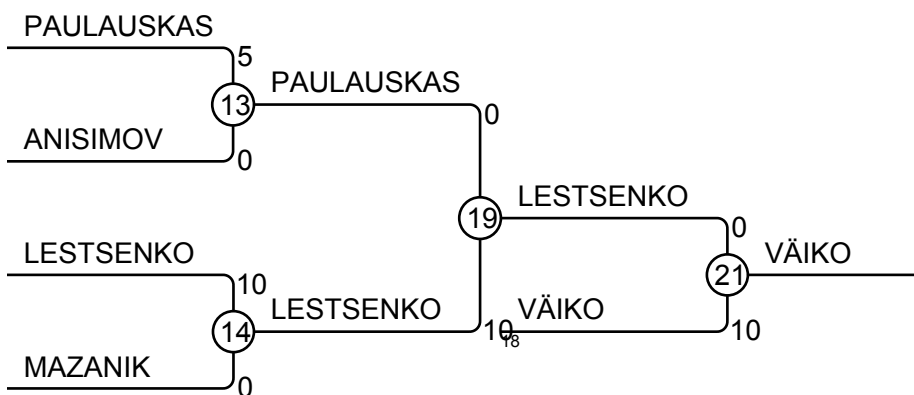 PAULAUSKAS
5
13
PAULAUSKAS
ANISIMOV
0
0
19
LESTSENKO
LESTSENKO
10
14
LESTSENKO
MAZANIK
0
10
18
VÄIKO
0
21
VÄIKO
10